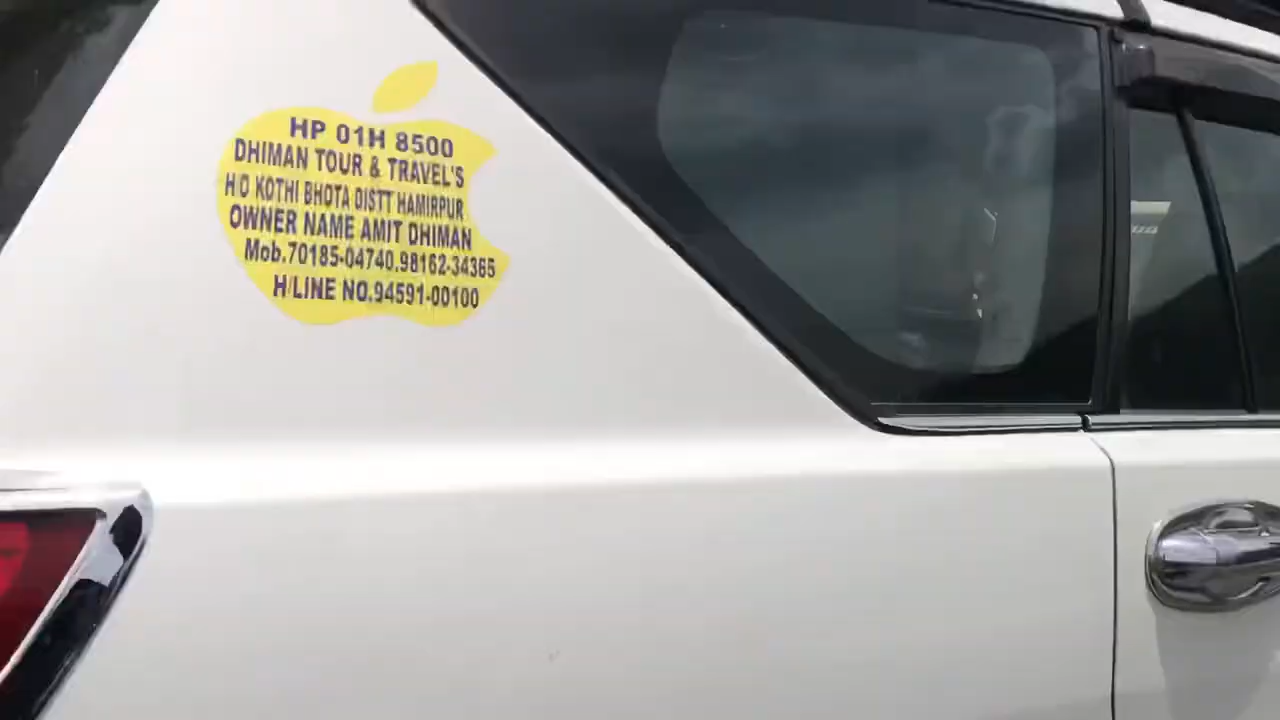 HP 01H 8500
DHIMAN TOUR & TRAVEL'S
H/O KOTHI BHOTA DISTT HAMIRPUR
OWNER NAME AMIT DHIMAN
Mob.70185-04740,98162-34365
H/LINE NO.94591-00100